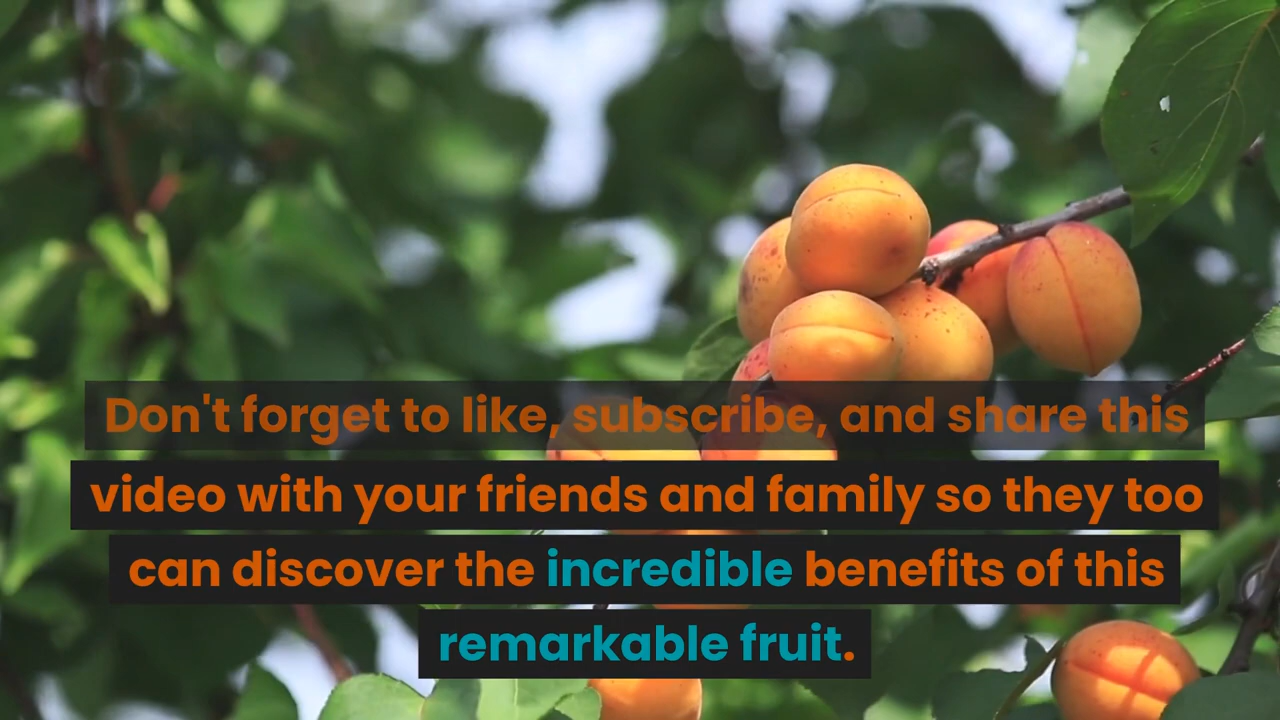 Don't forget to like, subscribe, and share this
video with your friends and family so they too
can discover the incredible benefits of this
remarkable fruit.